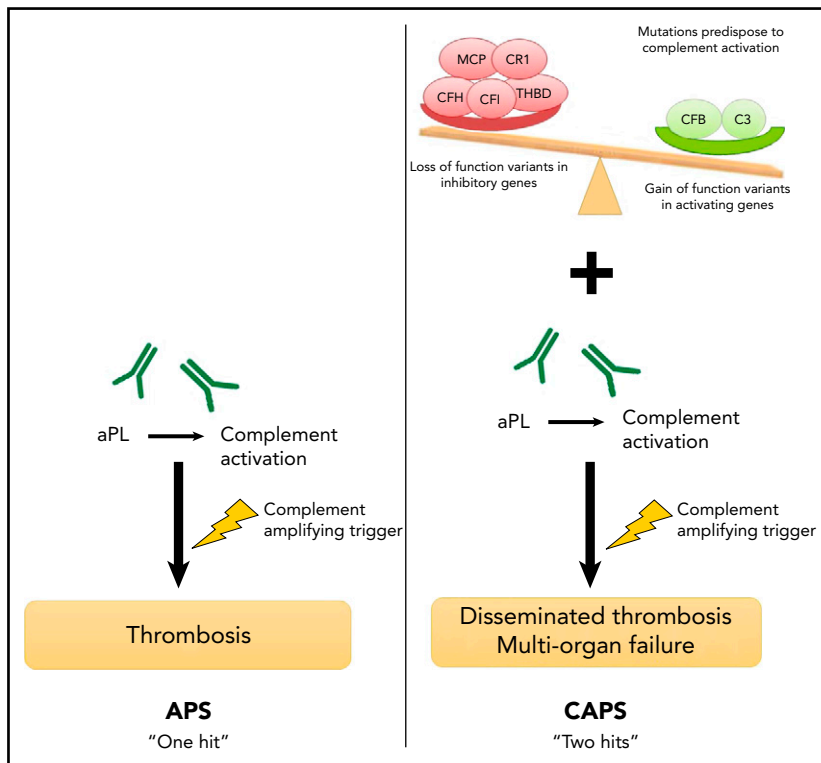 MCP
CR1
CFH
CFI
THBD
Loss of function variants in
inhibitory genes
Mutations predispose to
complement activation
CFB
C3
Gain of function variants
in activating genes
+
aPL
Complement
activation
Complement
amplifying trigger
Thrombosis
APS
"One hit"
aPL
Complement
activation
Complement
amplifying trigger
Disseminated thrombosis
Multi-organ failure
CAPS
"Two hits"